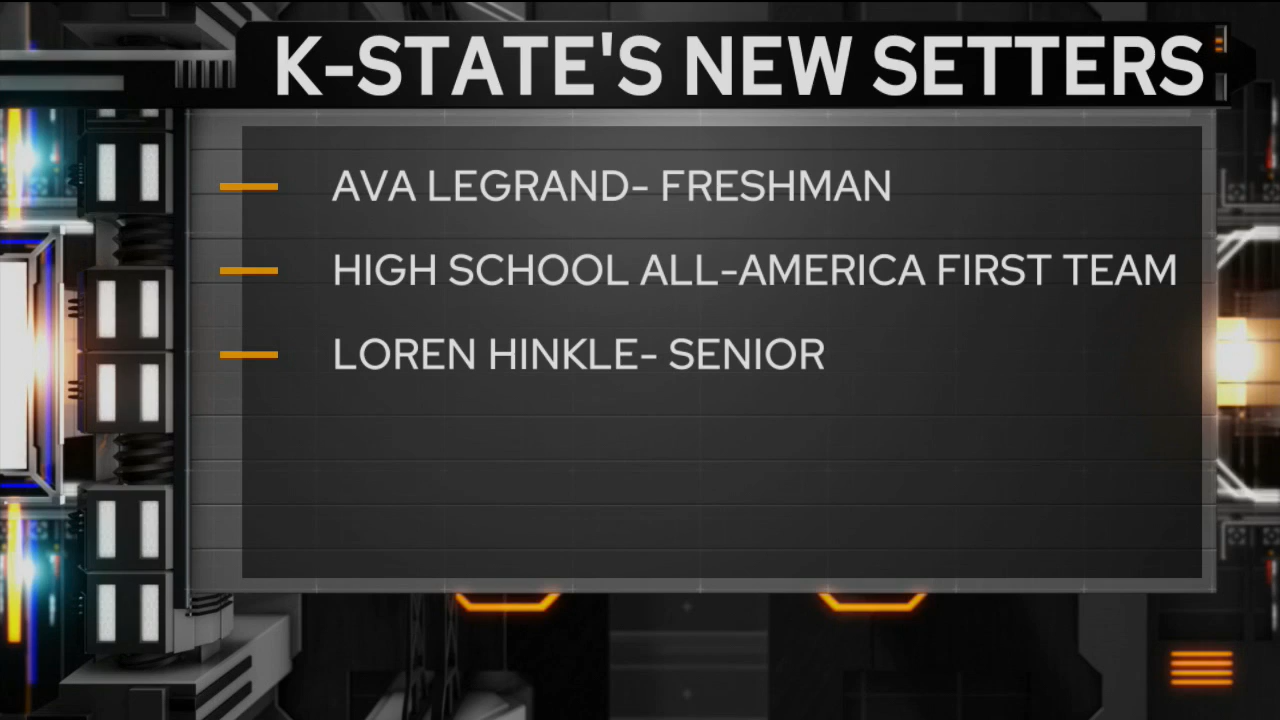 K-STATE'S NEW SETTERS
AVA LEGRAND- FRESHMAN
HIGH SCHOOL ALL-AMERICA FIRST TEAM
LOREN HINKLE- SENIOR